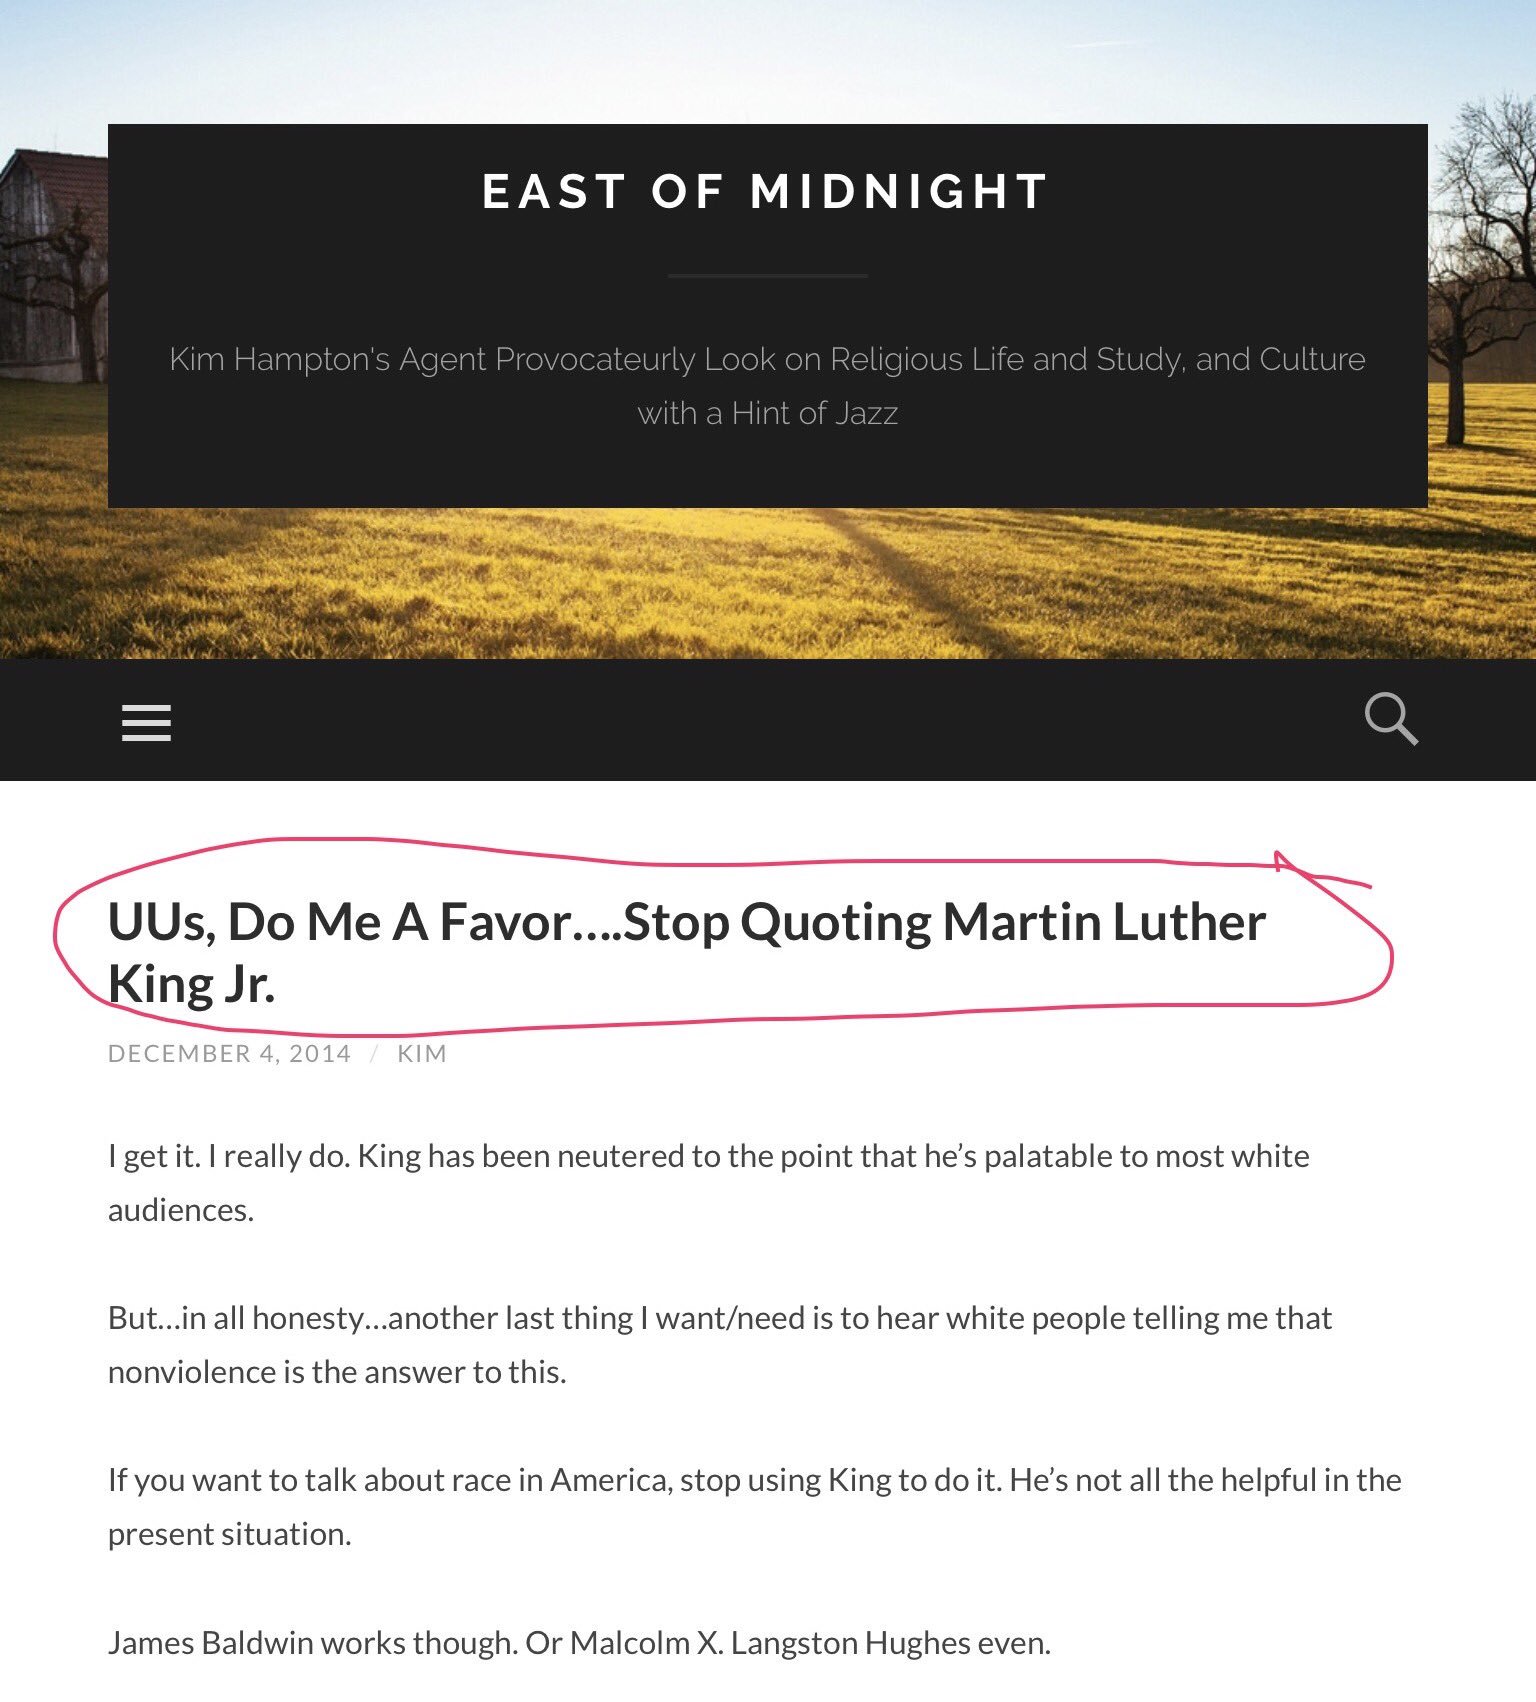 EAST OF MIDNIGHT
Kim Hampton's Agent Provocateurly Look on Religious Life and Study, and Culture
with a Hint of Jazz
UUs, Do Me A Favor….Stop Quoting Martin Luther
King Jr.
DECEMBER 4, 2014 / KIM
I get it. I really do. King has been neutered to the point that he’s palatable to most white
audiences.
But…in all honesty…another last thing I want/need is to hear white people telling me that
nonviolence is the answer to this.
If you want to talk about race in America, stop using King to do it. He’s not all the helpful in the
present situation.
James Baldwin works though. Or Malcolm X. Langston Hughes even.